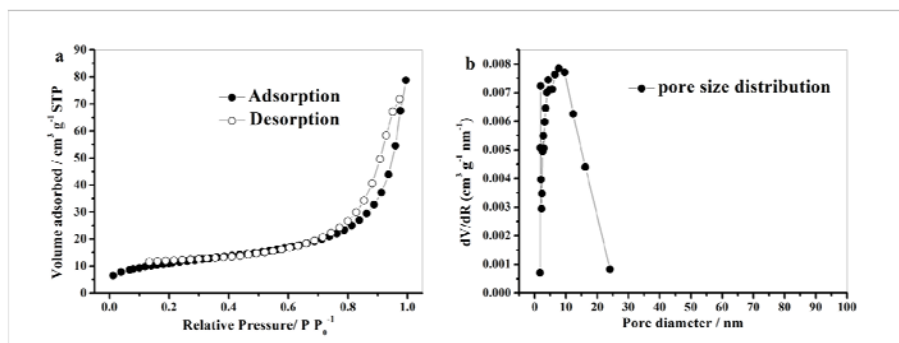 a
Adsorption
Desorption
Volume adsorbed / cm³ g⁻¹ STP
90
80
70
60
50
40
30
20
10
0
0.0 0.2 0.4 0.6 0.8 1.0
Relative Pressure/ P P₀⁻¹
b
pore size distribution
dV/dR (cm³ g⁻¹ nm⁻¹)
0.008
0.007
0.006
0.005
0.004
0.003
0.002
0.001
0.000
0 10 20 30 40 50 60 70 80 90 100
Pore diameter / nm